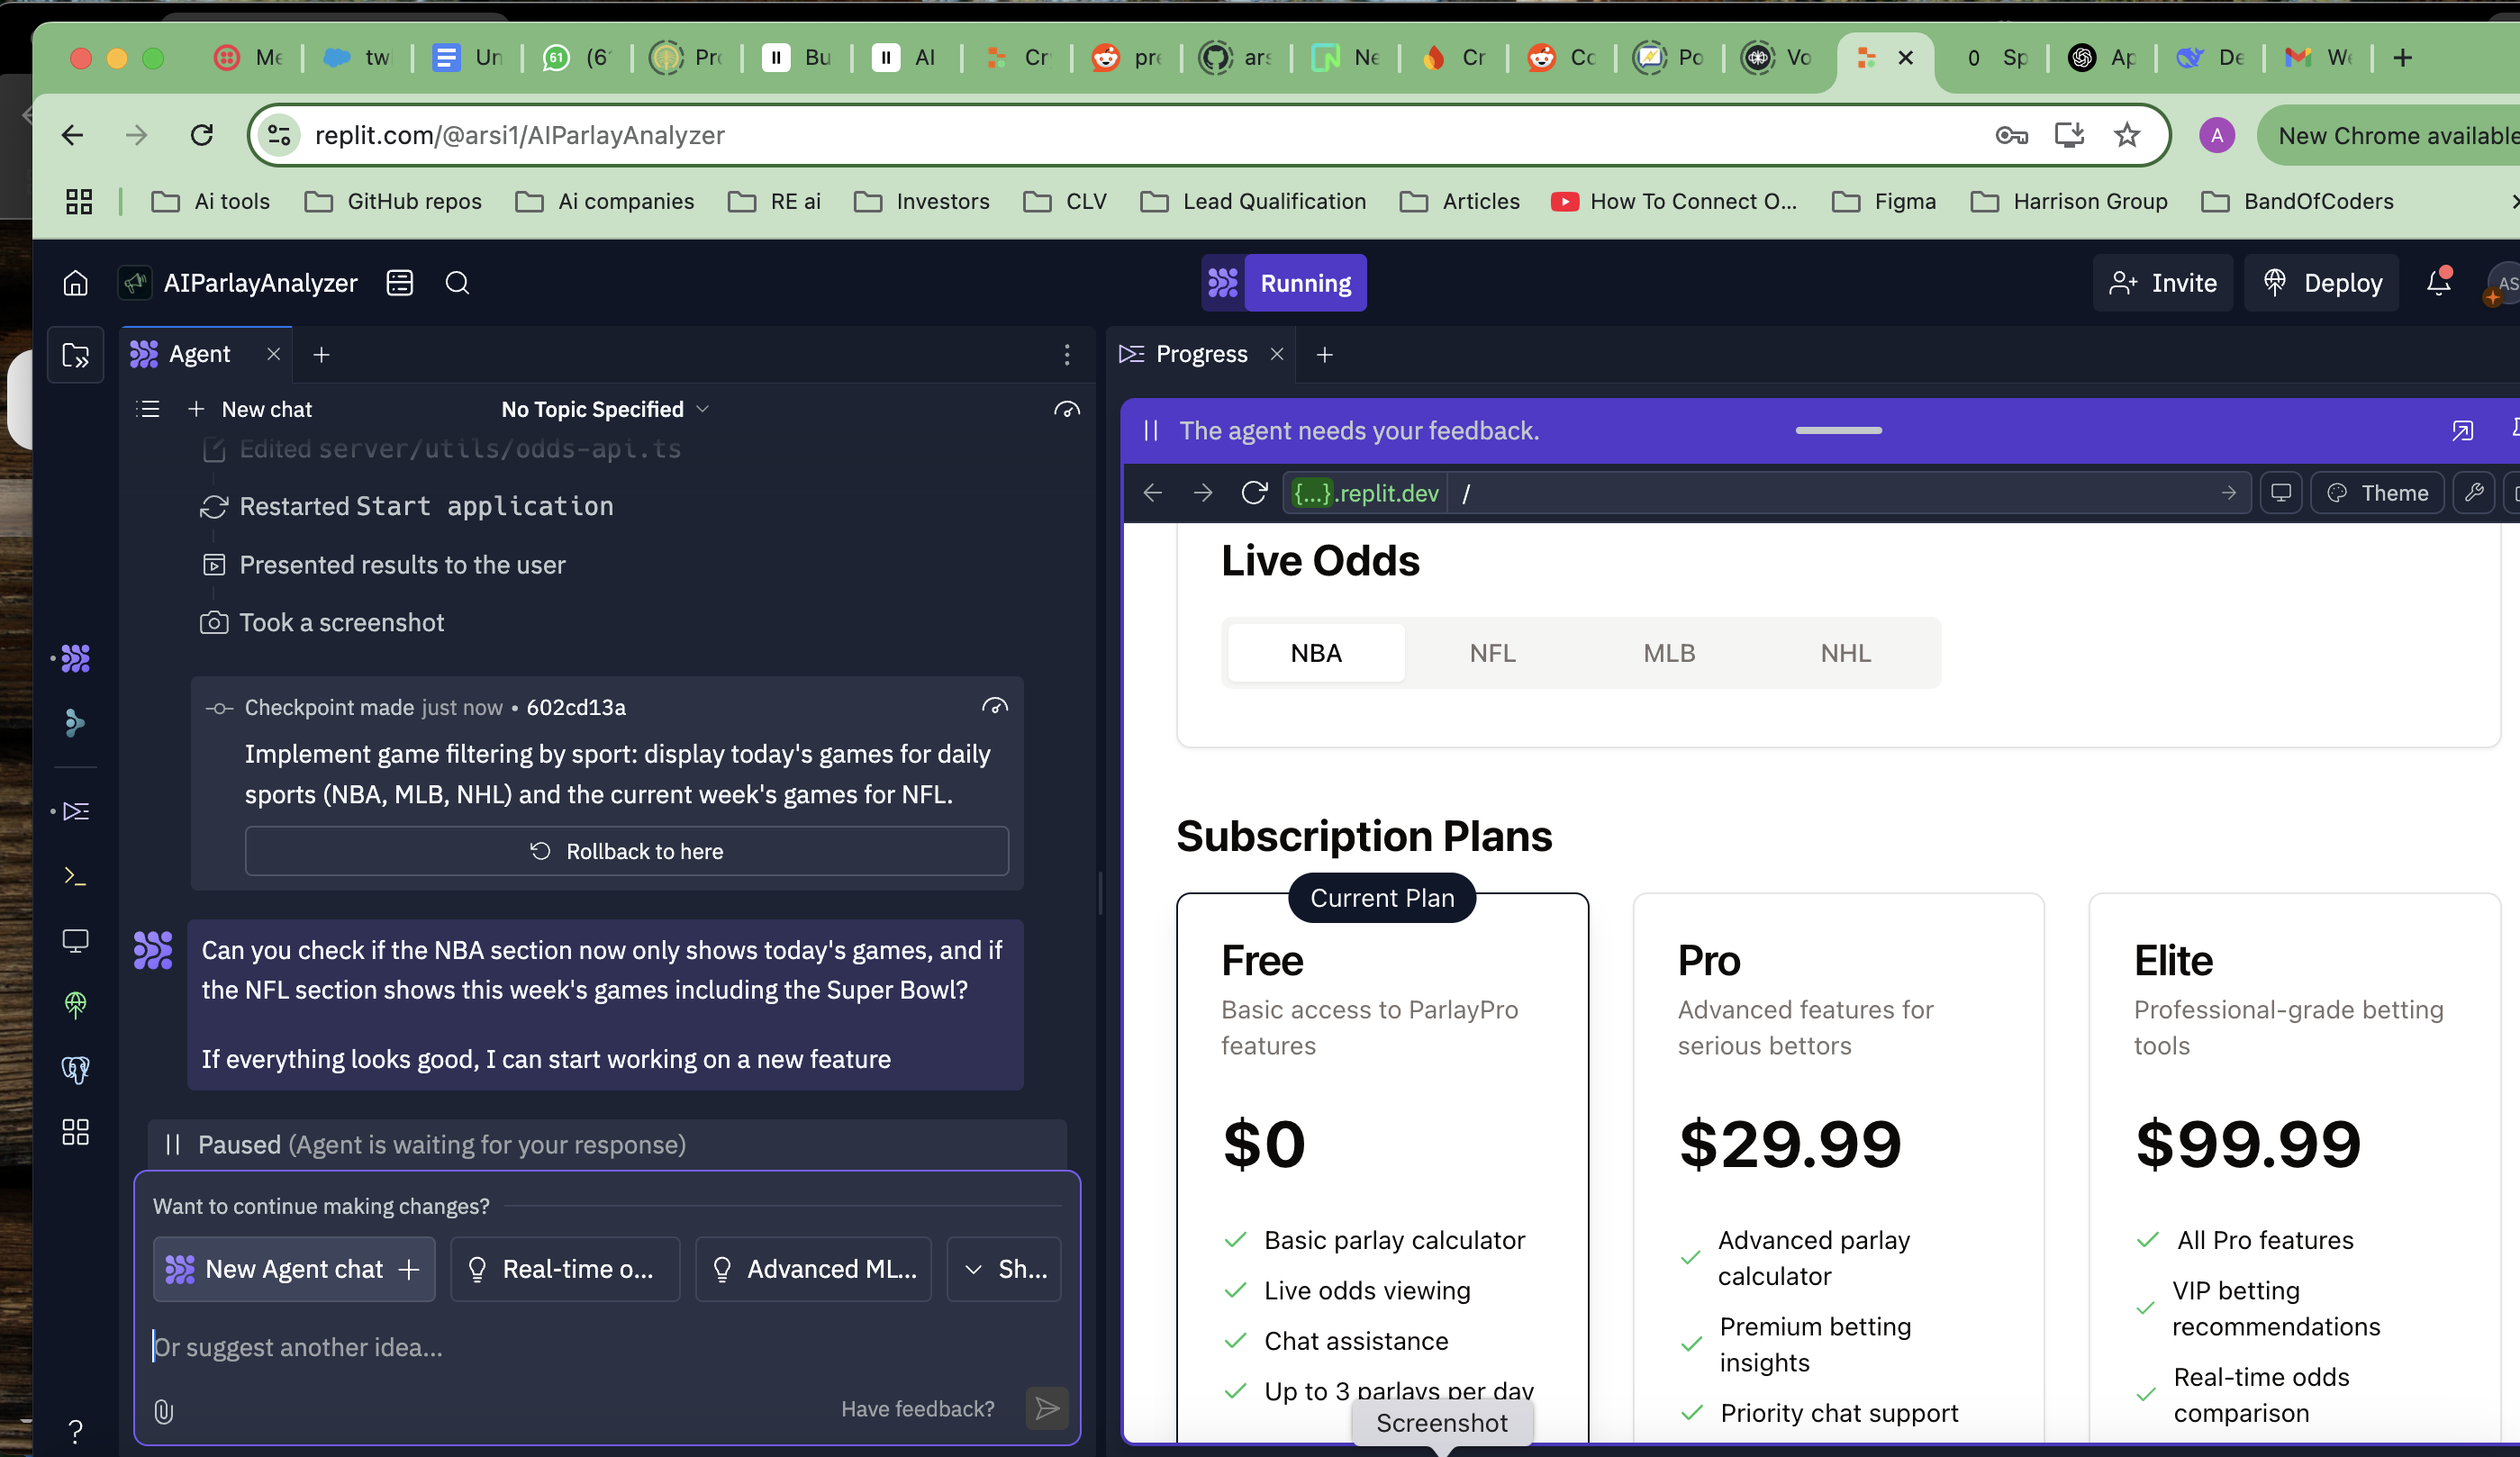 Me
tw
Un
61
(6
Pro
Bu
AI
Cr
pre
ars
Ne
Cr
Co
Po
Vo
0 Sp
Ap
De
We
replit.com/@arsi1/AIParlayAnalyzer
A
New Chrome available
Ai tools
GitHub repos
Ai companies
RE ai
Investors
CLV
Lead Qualification
Articles
How To Connect O...
Figma
Harrison Group
BandOfCoders
AIParlayAnalyzer
Running
Invite
Deploy
AS
Agent
Progress
New chat
No Topic Specified
The agent needs your feedback.
Edited server/utils/odds-api.ts
Restarted Start application
Presented results to the user
Took a screenshot
Checkpoint made just now • 602cd13a
Implement game filtering by sport: display today's games for daily
sports (NBA, MLB, NHL) and the current week's games for NFL.
Rollback to here
Can you check if the NBA section now only shows today's games, and if
the NFL section shows this week's games including the Super Bowl?
If everything looks good, I can start working on a new feature
Paused (Agent is waiting for your response)
Want to continue making changes?
New Agent chat
Real-time o...
Advanced ML...
Sh...
Or suggest another idea...
Have feedback?
?
{...}.replit.dev
/
Theme
Live Odds
NBA
NFL
MLB
NHL
Subscription Plans
Current Plan
Free
Basic access to ParlayPro
features
$0
Basic parlay calculator
Live odds viewing
Chat assistance
Up to 3 parlays per day
Pro
Advanced features for
serious bettors
$29.99
Advanced parlay
calculator
Premium betting
insights
Priority chat support
Elite
Professional-grade betting
tools
$99.99
All Pro features
VIP betting
recommendations
Real-time odds
comparison
Screenshot